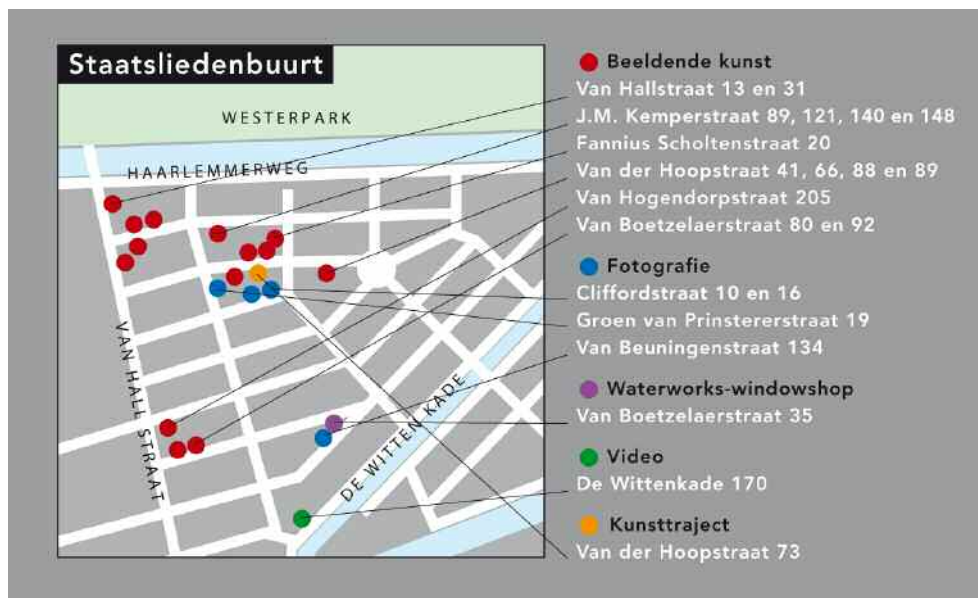 Staatsliedenbuurt
WESTERPARK
HAARLEMMERWEG
VAN HALL STRAAT
DE WITTEN KADE
Beeldende kunst
Van Hallstraat 13 en 31
J.M. Kemperstraat 89, 121, 140 en 148
Fannius Scholtenstraat 20
Van der Hoopstraat 41, 66, 88 en 89
Van Hogendorpstraat 205
Van Boetzelaerstraat 80 en 92
Fotografie
Cliffordstraat 10 en 16
Groen van Prinstererstraat 19
Van Beuningenstraat 134
Waterworks-windowshop
Van Boetzelaerstraat 35
Video
De Wittenkade 170
Kunsttraject
Van der Hoopstraat 73